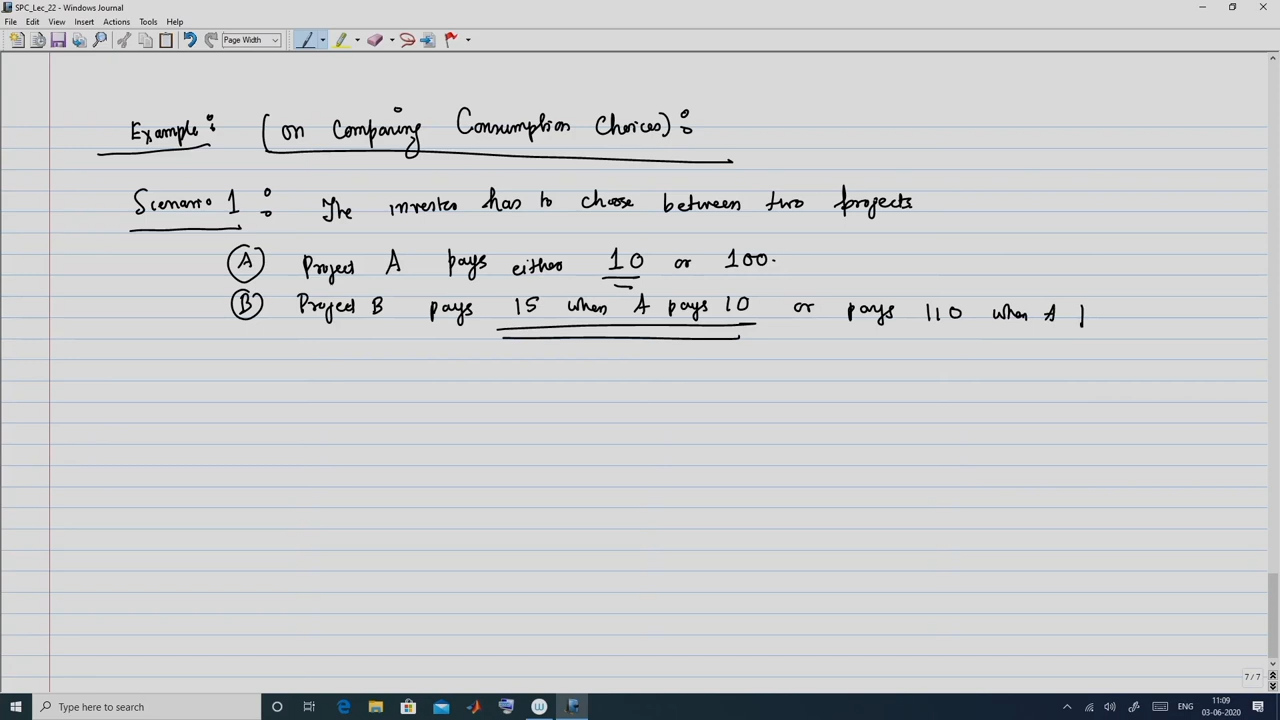 SPC_Lec_22 - Windows Journal
File Edit View Insert Actions Tools Help
Page Width
Example: (on Comparing Consumption Choices):
Scenario 1: The investor has to choose between two projects
(A) Project A pays either 10 or 100.
(B) Project B pays 15 when A pays 10 or pays 110 when A p
7 / 7
Type here to search
ENG
11:09
03-06-2020